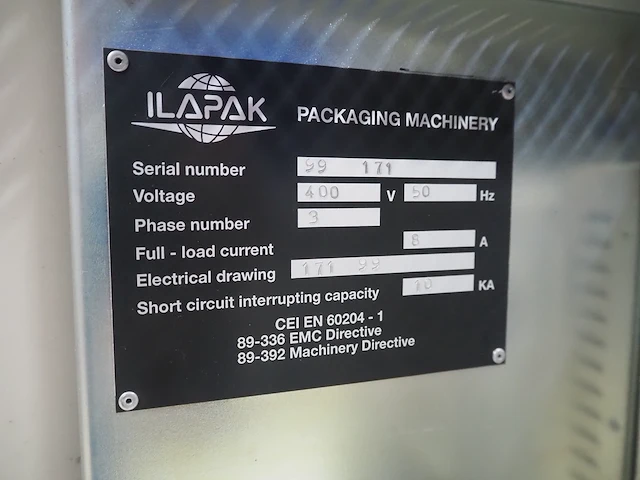 ILAPAK
PACKAGING MACHINERY
Serial number 99 171
Voltage 400 V 50 Hz
Phase number 3
Full - load current 8 A
Electrical drawing 171 99
Short circuit interrupting capacity 10 KA
CEI EN 60204 - 1
89-336 EMC Directive
89-392 Machinery Directive